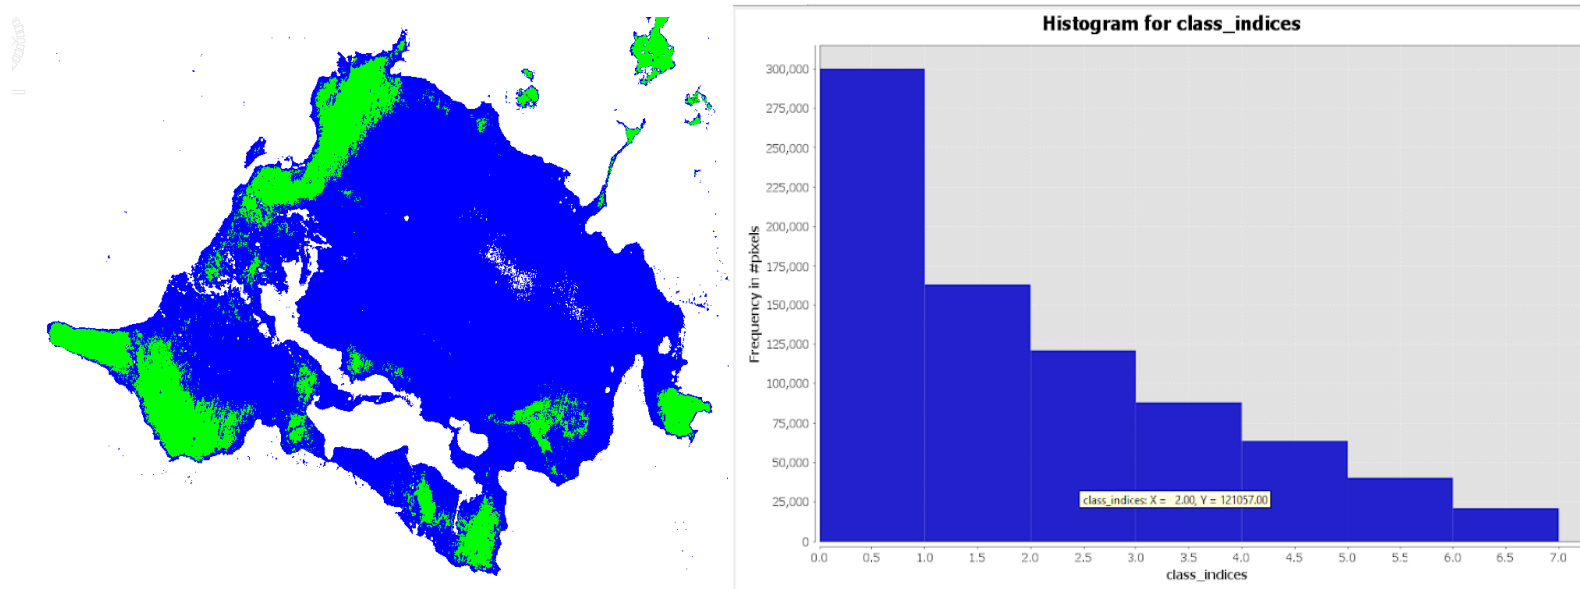 Histogram for class_indices
300,000
275,000
250,000
225,000
200,000
175,000
150,000
125,000
100,000
75,000
50,000
25,000
0
Frequency in #pixels
class_indices: X = 2.00, Y = 121057.00
0.0 0.5 1.0 1.5 2.0 2.5 3.0 3.5 4.0 4.5 5.0 5.5 6.0 6.5 7.0
class_indices